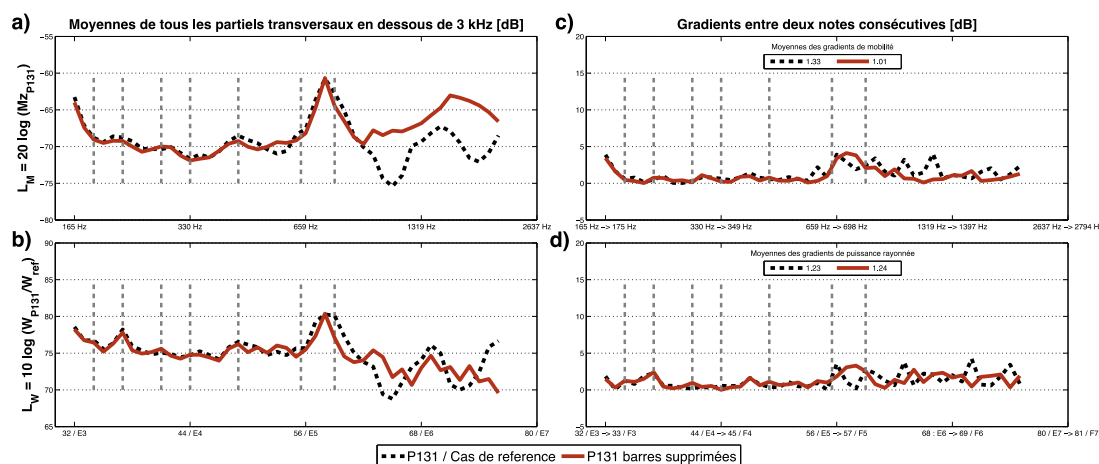 a)
Moyennes de tous les partiels transversaux en dessous de 3 kHz [dB]
L_M = 20 log (Mz_P131)
−55
−60
−65
−70
−75
−80
165 Hz
330 Hz
659 Hz
1319 Hz
2637 Hz
c)
Gradients entre deux notes consécutives [dB]
Moyennes des gradients de mobilité
1.33
1.01
20
15
10
5
0
−5
165 Hz −> 175 Hz
330 Hz −> 349 Hz
659 Hz −> 698 Hz
1319 Hz −> 1397 Hz
2637 Hz −> 2794 H
b)
L_W = 10 log (W_P131/W_ref)
90
85
80
75
70
65
32 / E3
44 / E4
56 / E5
68 / E6
80 / E7
d)
Moyennes des gradients de puissance rayonnée
1.23
1.24
20
15
10
5
0
−5
32 / E3 −> 33 / F3
44 / E4 −> 45 / F4
56 / E5 −> 57 / F5
68 : E6 −> 69 / F6
80 / E7 −> 81 / F7
P131 / Cas de reference
P131 barres supprimées